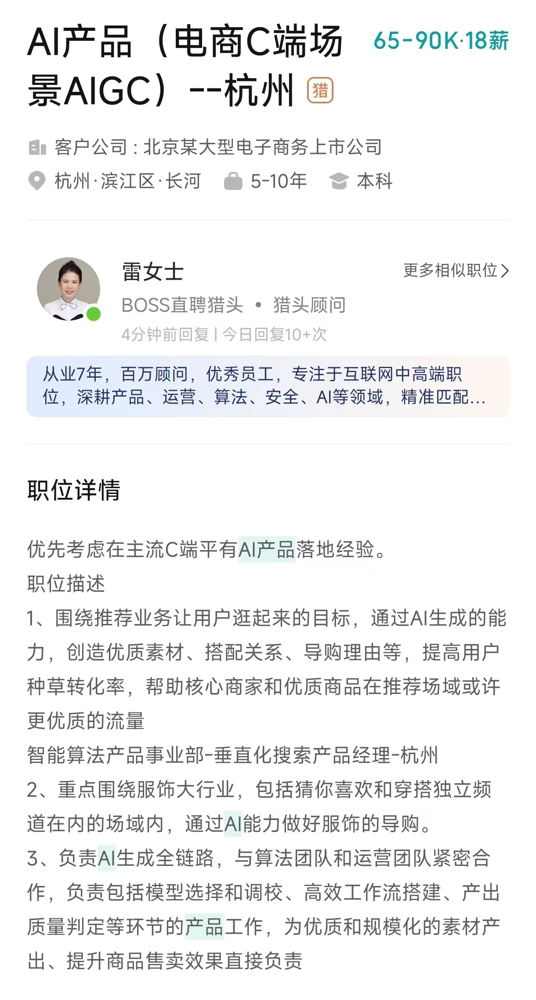 AI产品（电商C端场
景AIGC）--杭州 猎
65-90K·18薪
客户公司：北京某大型电子商务上市公司
杭州·滨江区·长河 5-10年 本科
雷女士
更多相似职位
BOSS直聘猎头 • 猎头顾问
4分钟前回复 | 今日回复10+次
从业7年，百万顾问，优秀员工，专注于互联网中高端职
位，深耕产品、运营、算法、安全、AI等领域，精准匹配...
职位详情
优先考虑在主流C端平有AI产品落地经验。
职位描述
1、围绕推荐业务让用户逛起来的目标，通过AI生成的能
力，创造优质素材、搭配关系、导购理由等，提高用户
种草转化率，帮助核心商家和优质商品在推荐场域或许
更优质的流量
智能算法产品事业部-垂直化搜索产品经理-杭州
2、重点围绕服饰大行业，包括猜你喜欢和穿搭独立频
道在内的场域内，通过AI能力做好服饰的导购。
3、负责AI生成全链路，与算法团队和运营团队紧密合
作，负责包括模型选择和调校、高效工作流搭建、产出
质量判定等环节的产品工作，为优质和规模化的素材产
出、提升商品售卖效果直接负责